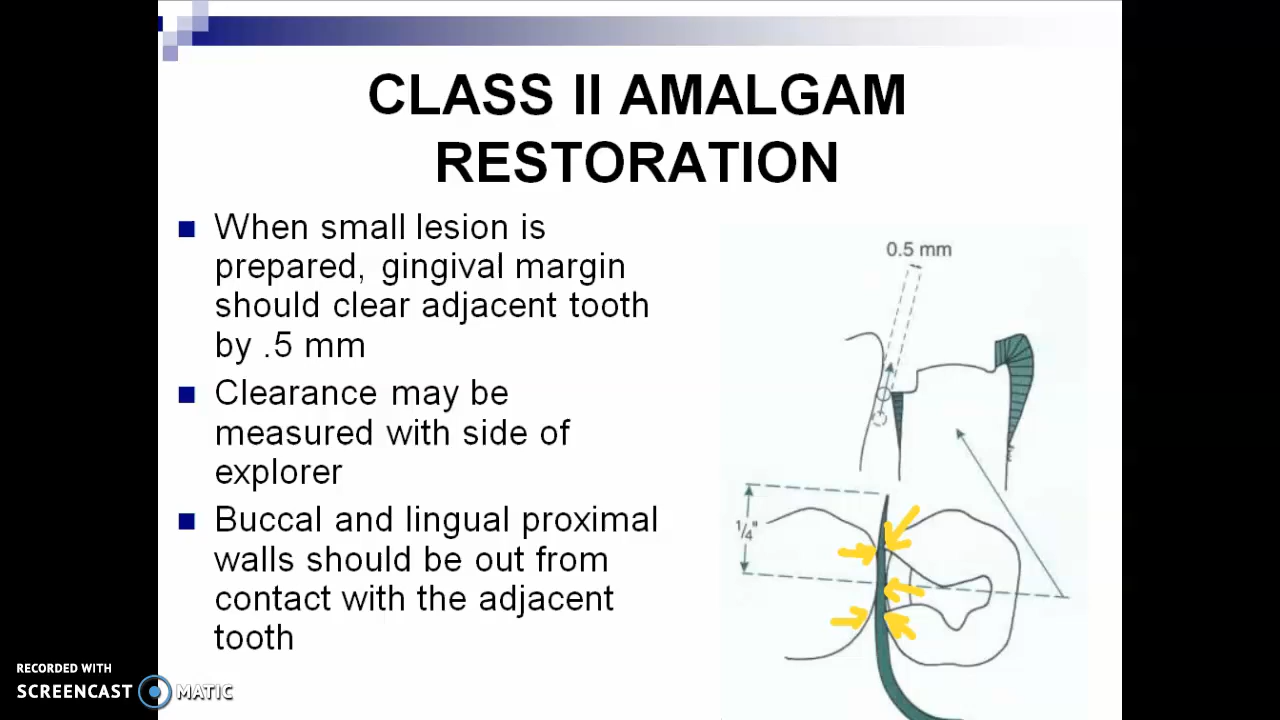 CLASS II AMALGAM
RESTORATION
When small lesion is
prepared, gingival margin
should clear adjacent tooth
by .5 mm
Clearance may be
measured with side of
explorer
Buccal and lingual proximal
walls should be out from
contact with the adjacent
tooth
0.5 mm
1/4"
RECORDED WITH
SCREENCAST MATIC